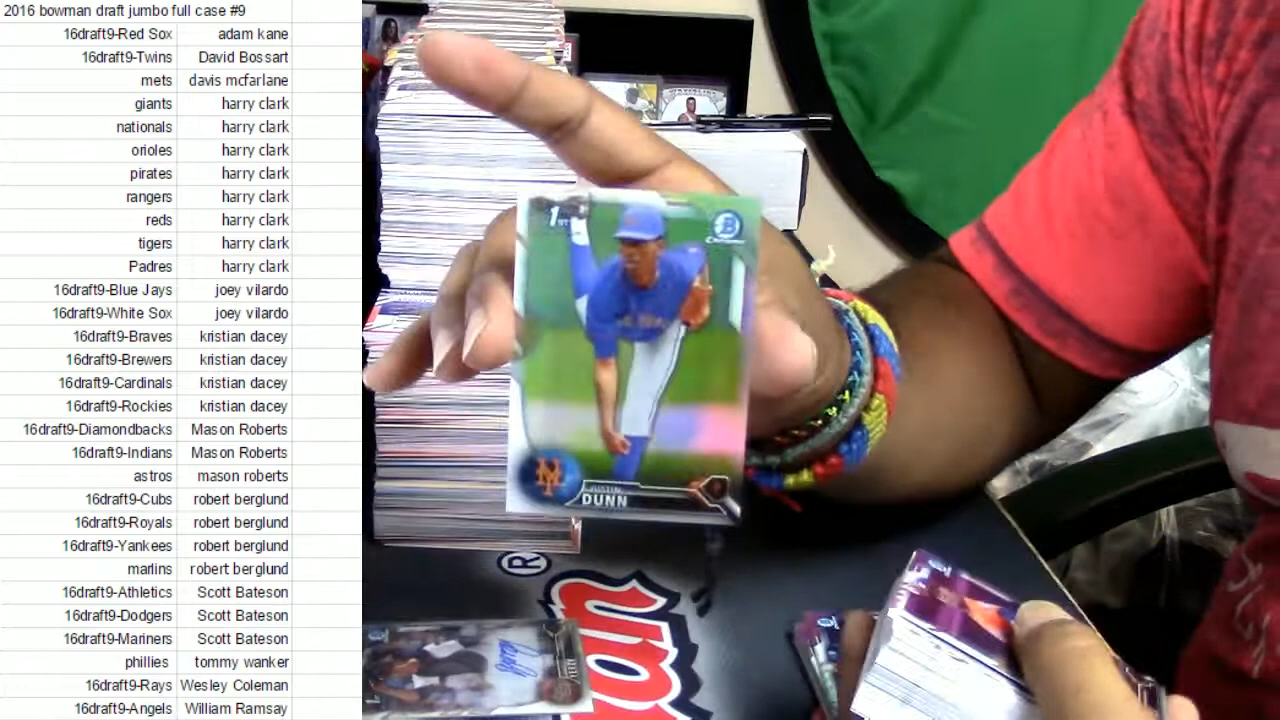 2016 bowman draft jumbo full case #9
16draft9-Red Sox adam kane
16draft9-Twins David Bossart
mets davis mcfarlane
giants harry clark
nationals harry clark
orioles harry clark
pirates harry clark
rangers harry clark
reds harry clark
tigers harry clark
Padres harry clark
16draft9-Blue Jays joey vilardo
16draft9-White Sox joey vilardo
16draft9-Braves kristian dacey
16draft9-Brewers kristian dacey
16draft9-Cardinals kristian dacey
16draft9-Rockies kristian dacey
16draft9-Diamondbacks Mason Roberts
16draft9-Indians Mason Roberts
astros mason roberts
16draft9-Cubs robert berglund
16draft9-Royals robert berglund
16draft9-Yankees robert berglund
marlins robert berglund
16draft9-Athletics Scott Bateson
16draft9-Dodgers Scott Bateson
16draft9-Mariners Scott Bateson
phillies tommy wanker
16draft9-Rays Wesley Coleman
16draft9-Angels William Ramsay
1ST
B
Chrome
JUSTIN
DUNN
®